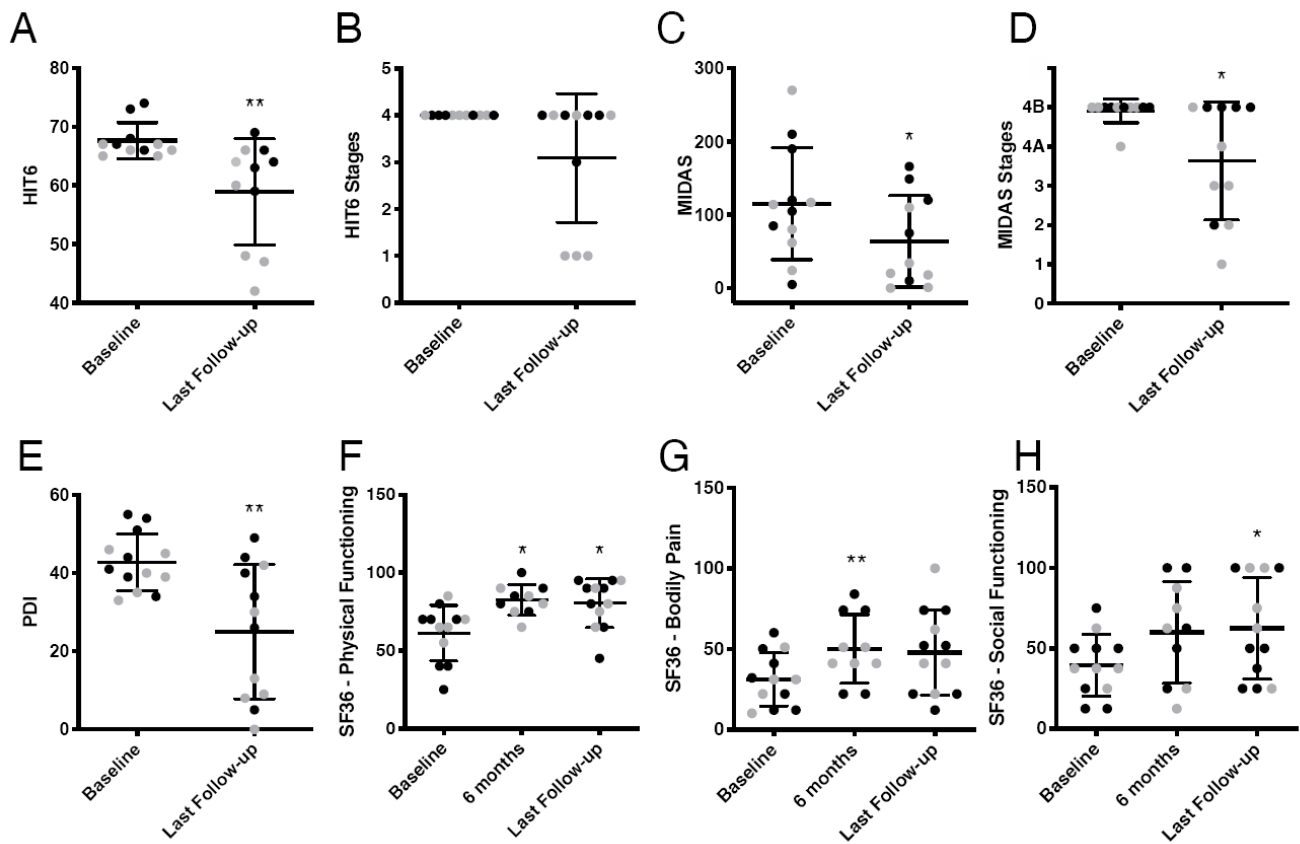 A
HIT6
80
70
60
50
40
**
Baseline
Last Follow-up
B
HIT6 Stages
5
4
3
2
1
0
Baseline
Last Follow-up
C
MIDAS
300
200
100
0
*
Baseline
Last Follow-up
D
MIDAS Stages
4B
4A
3
2
1
0
*
Baseline
Last Follow-up
E
PDI
60
40
20
0
**
Baseline
Last Follow-up
F
SF36 - Physical Functioning
150
100
50
0
*
*
Baseline
6 months
Last Follow-up
G
SF36 - Bodily Pain
150
100
50
0
**
Baseline
6 months
Last Follow-up
H
SF36 - Social Functioning
150
100
50
0
*
Baseline
6 months
Last Follow-up